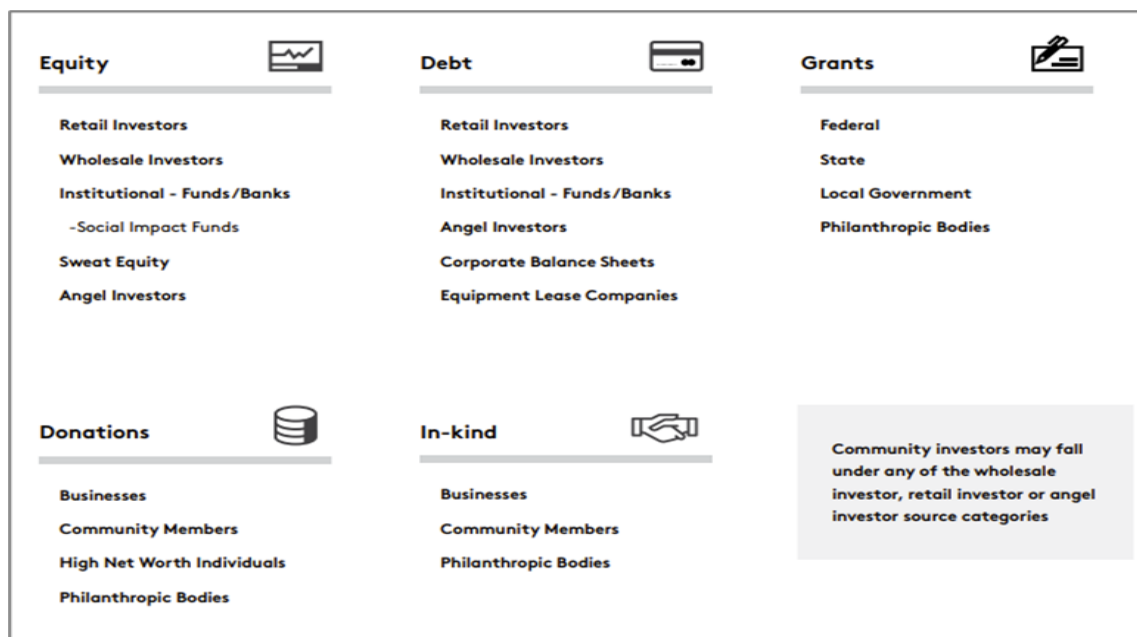 Equity
Retail Investors
Wholesale Investors
Institutional - Funds/Banks
-Social Impact Funds
Sweat Equity
Angel Investors
Debt
Retail Investors
Wholesale Investors
Institutional - Funds/Banks
Angel Investors
Corporate Balance Sheets
Equipment Lease Companies
Grants
Federal
State
Local Government
Philanthropic Bodies
Donations
Businesses
Community Members
High Net Worth Individuals
Philanthropic Bodies
In-kind
Businesses
Community Members
Philanthropic Bodies
Community investors may fall
under any of the wholesale
investor, retail investor or angel
investor source categories